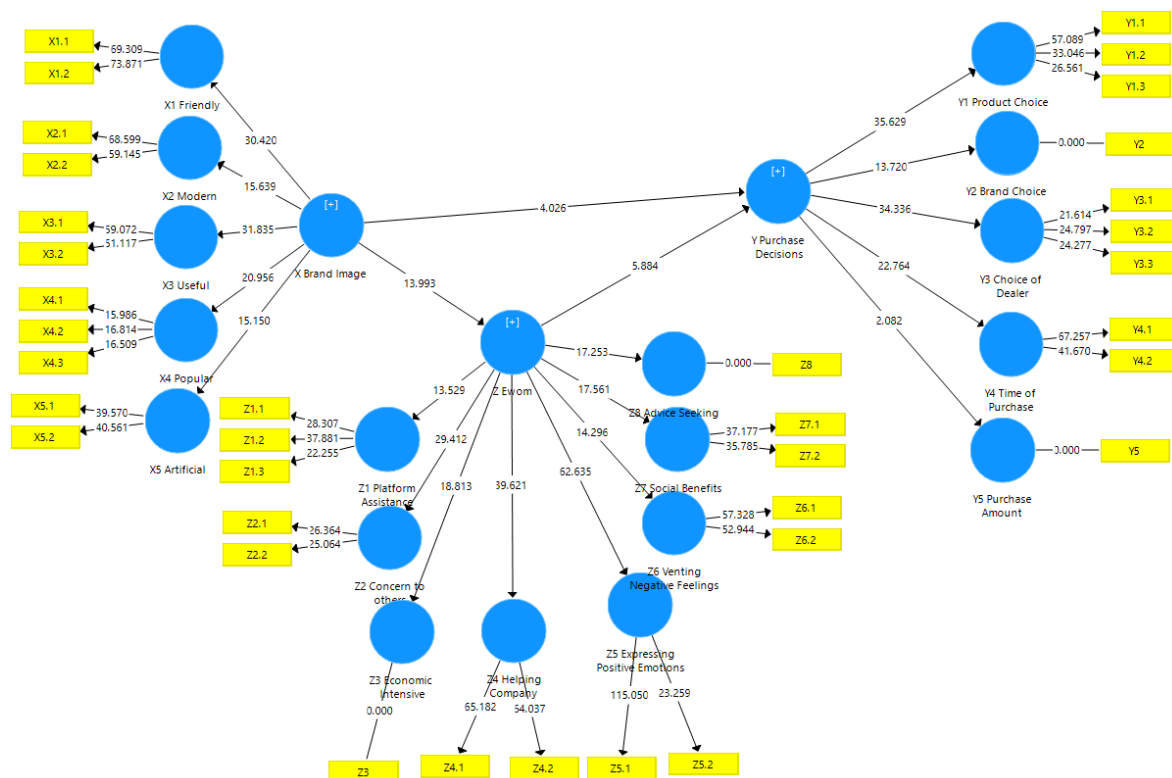 X1.1
69.309
X1.2
73.871
X1 Friendly
30.420
X2.1
68.599
X2.2
59.145
X2 Modern
15.639
X3.1
59.072
X3.2
51.117
X3 Useful
31.835
[+]
X Brand Image
X4.1
15.986
X4.2
16.814
X4.3
16.509
X4 Popular
20.956
X5.1
39.570
X5.2
40.561
X5 Artificial
15.150
4.026
13.993
5.884
[+]
Y Purchase
Decisions
[+]
Z Ewom
35.629
Y1 Product Choice
57.089
Y1.1
33.046
Y1.2
26.561
Y1.3
13.720
Y2 Brand Choice
0.000
Y2
34.336
Y3 Choice of
Dealer
21.614
Y3.1
24.797
Y3.2
24.277
Y3.3
22.764
Y4 Time of
Purchase
67.257
Y4.1
41.670
Y4.2
2.082
Y5 Purchase
Amount
0.000
Y5
17.253
Z8 Advice Seeking
0.000
Z8
17.561
Z7 Social Benefits
37.177
Z7.1
35.785
Z7.2
14.296
Z6 Venting
Negative Feelings
57.328
Z6.1
52.944
Z6.2
13.529
Z1.1
28.307
Z1.2
37.881
Z1.3
22.255
Z1 Platform
Assistance
29.412
Z2.1
26.364
Z2.2
25.064
Z2 Concern to
others
18.813
Z3 Economic
Intensive
0.000
Z3
39.621
Z4 Helping
Company
65.182
Z4.1
54.037
Z4.2
62.635
Z5 Expressing
Positive Emotions
115.050
Z5.1
23.259
Z5.2